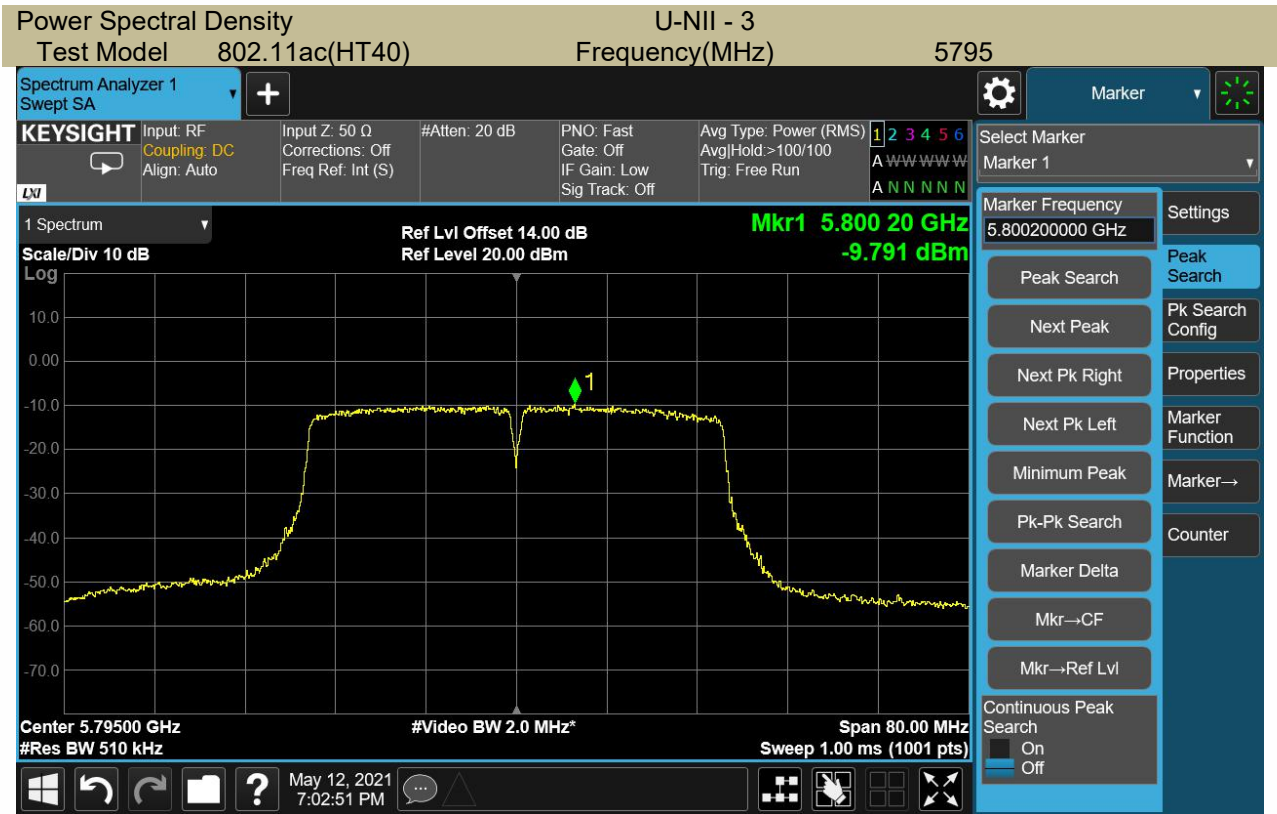 Power Spectral Density U-NII - 3
Test Model 802.11ac(HT40) Frequency(MHz) 5795
Spectrum Analyzer 1
Swept SA
+
Marker
KEYSIGHT
LXI
Input: RF
Coupling: DC
Align: Auto
Input Z: 50 Ω
Corrections: Off
Freq Ref: Int (S)
#Atten: 20 dB
PNO: Fast
Gate: Off
IF Gain: Low
Sig Track: Off
Avg Type: Power (RMS)
Avg|Hold:>100/100
Trig: Free Run
1 2 3 4 5 6
A W W W W W
A N N N N N
Select Marker
Marker 1
1 Spectrum
Scale/Div 10 dB
Log
Ref Lvl Offset 14.00 dB
Ref Level 20.00 dBm
Mkr1 5.800 20 GHz
-9.791 dBm
10.0
0.00
-10.0
-20.0
-30.0
-40.0
-50.0
-60.0
-70.0
1
Center 5.79500 GHz
#Res BW 510 kHz
#Video BW 2.0 MHz*
Span 80.00 MHz
Sweep 1.00 ms (1001 pts)
Marker Frequency
5.800200000 GHz
Peak Search
Next Peak
Next Pk Right
Next Pk Left
Minimum Peak
Pk-Pk Search
Marker Delta
Mkr→CF
Mkr→Ref Lvl
Continuous Peak
Search
On
Off
Settings
Peak
Search
Pk Search
Config
Properties
Marker
Function
Marker→
Counter
?
May 12, 2021
7:02:51 PM